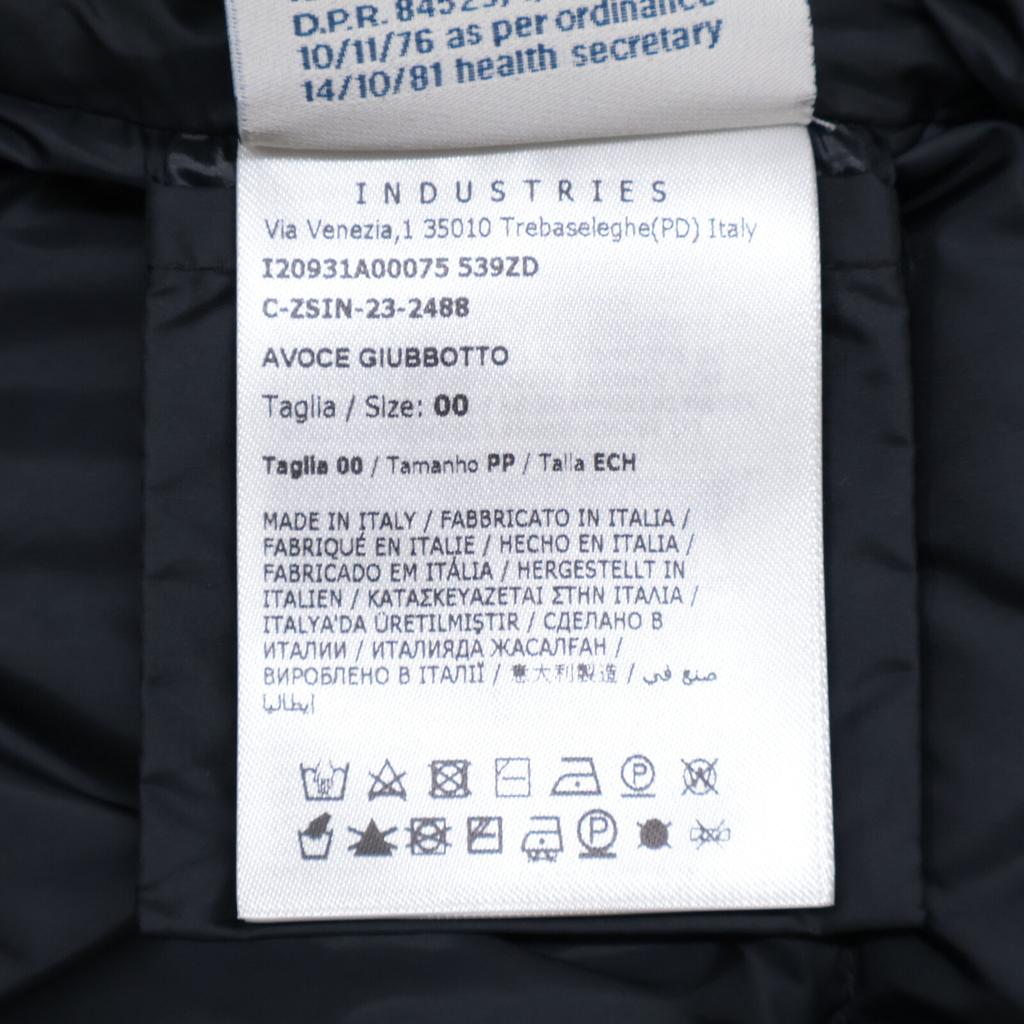 D.P.R. 845
10/11/76 as per ordinance
14/10/81 health secretary
INDUSTRIES
Via Venezia,1 35010 Trebaseleghe(PD) Italy
I20931A00075 539ZD
C-ZSIN-23-2488
AVOCE GIUBBOTTO
Taglia / Size: 00
Taglia 00 / Tamanho PP / Talla ECH
MADE IN ITALY / FABBRICATO IN ITALIA /
FABRIQUÉ EN ITALIE / HECHO EN ITALIA /
FABRICADO EM ITÁLIA / HERGESTELLT IN
ITALIEN / ΚΑΤΑΣΚΕΥΑΖΕΤΑΙ ΣΤΗΝ ΙΤΑΛΙΑ /
ITALYA'DA ÜRETILMIŞTIR / СДЕЛАНО В
ИТАЛИИ / ИТАЛИЯДА ЖАСАЛҒАН /
ВИРОБЛЕНО В ІТАЛІЇ / 意大利製造 / صنع في
إيطاليا